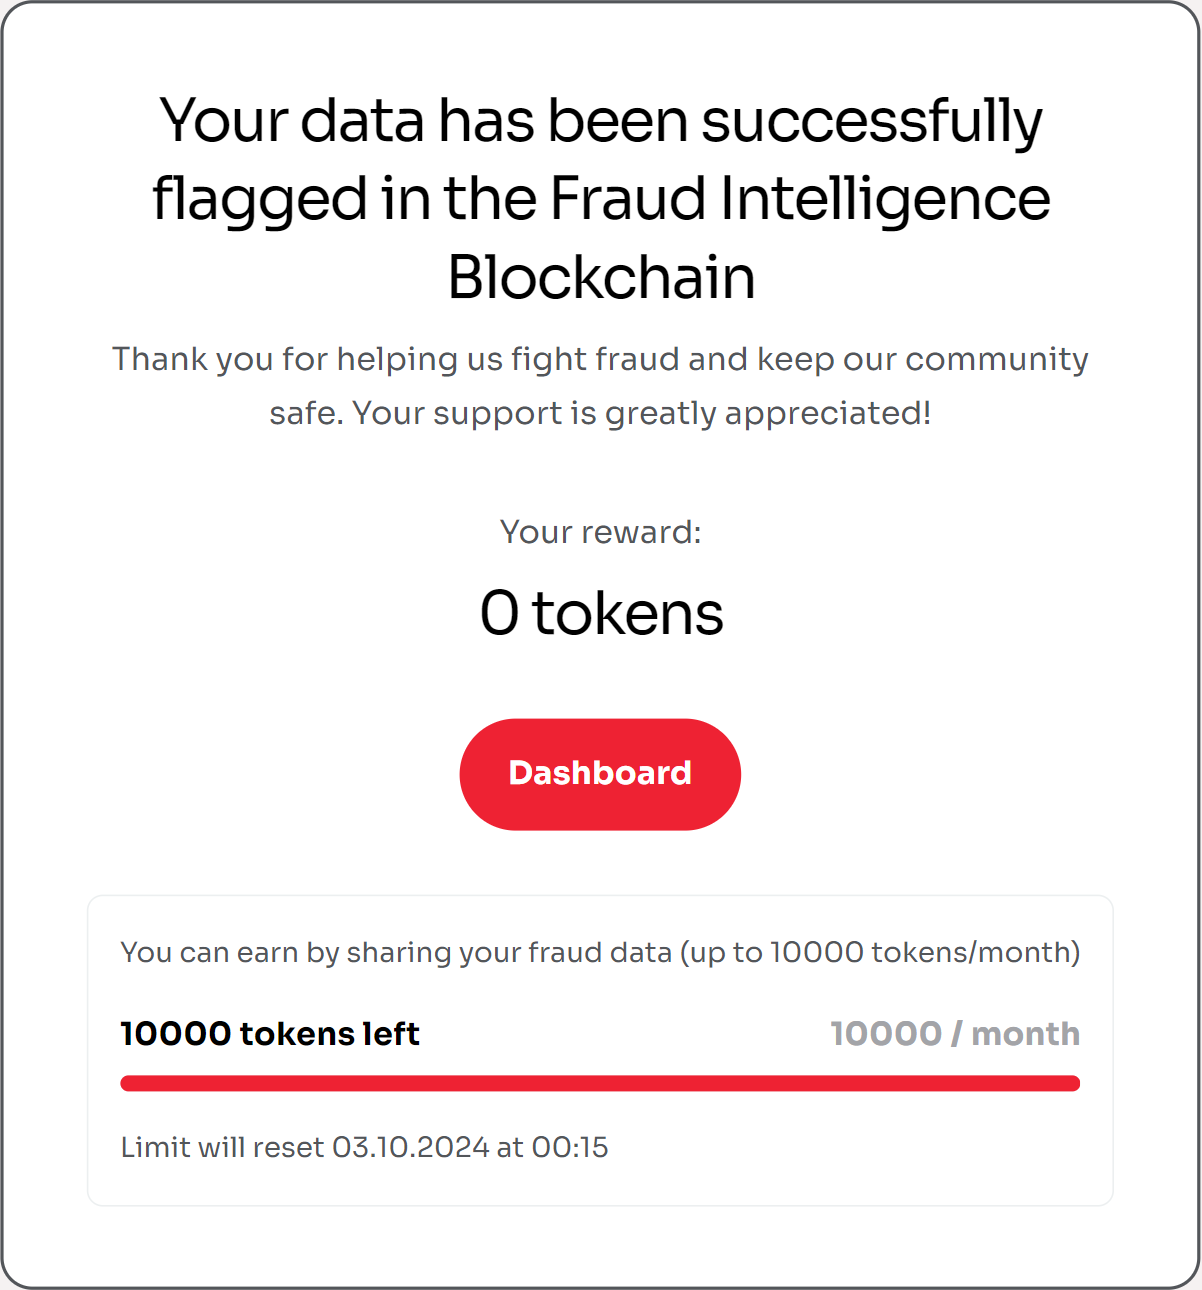 Your data has been successfully
flagged in the Fraud Intelligence
Blockchain
Thank you for helping us fight fraud and keep our community
safe. Your support is greatly appreciated!
Your reward:
0 tokens
Dashboard
You can earn by sharing your fraud data (up to 10000 tokens/month)
10000 tokens left 10000 / month
Limit will reset 03.10.2024 at 00:15